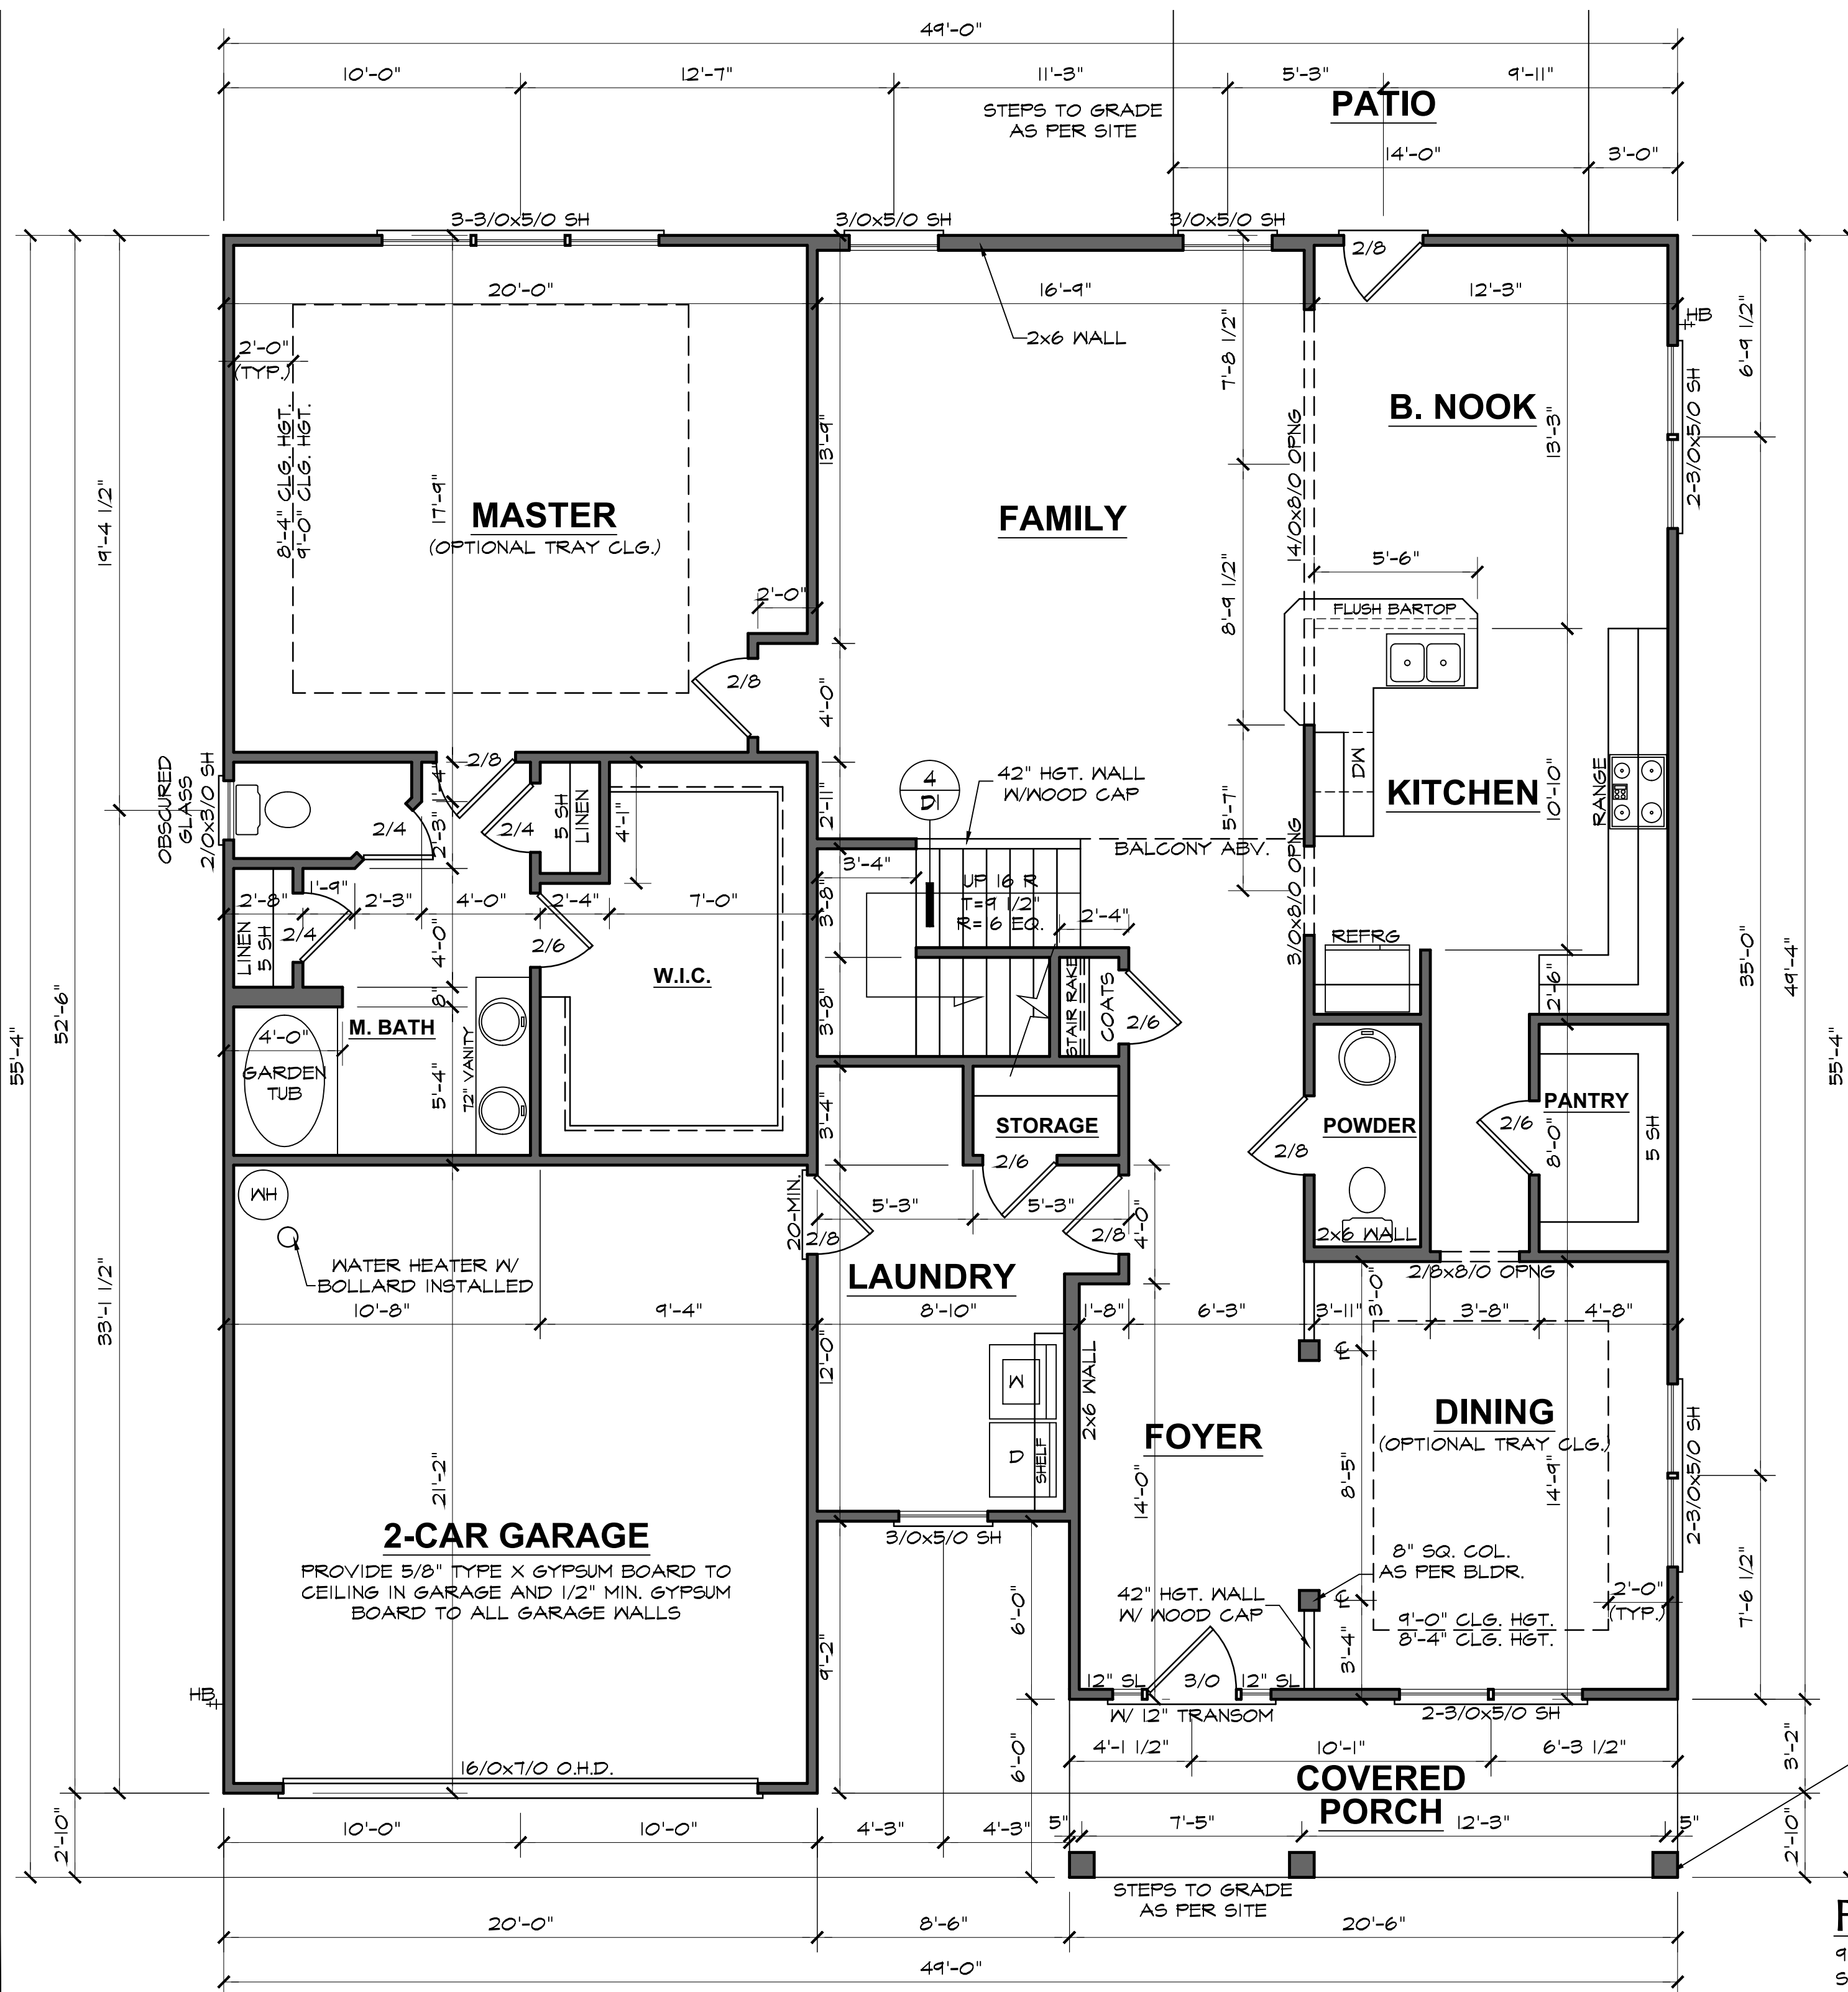 49'-0"
10'-0" 12'-7" 11'-3" 5'-3" 9'-11"
STEPS TO GRADE
AS PER SITE
PATIO
14'-0" 3'-0"
3-3/0x5/0 SH 3/0x5/0 SH 3/0x5/0 SH
2/8
20'-0" 16'-9" 12'-3"
HB
2x6 WALL
2'-0"
(TYP.)
7'-8 1/2"
6'-9 1/2"
8'-4" CLG. HGT.
9'-0" CLG. HGT.
17'-9"
13'-9"
14/0x8/0 OPNG
B. NOOK
13'-3"
2-3/0x5/0 SH
19'-4 1/2"
MASTER
(OPTIONAL TRAY CLG.)
FAMILY
5'-6"
2'-0"
8'-9 1/2"
FLUSH BARTOP
2/8
4'-0"
OBSCURED
GLASS
2/0x3/0 SH
2/8
1'-4"
2/4
2'-3"
2/4
5 SH
LINEN
4'-1"
2'-11"
4
D1
42" HGT. WALL
W/WOOD CAP
5'-7"
DW
KITCHEN
10'-10"
RANGE
BALCONY ABV.
3/0x8/0 OPNG
3'-4"
UP 16 R
T=9 1/2"
R= 6 EQ.
2'-4"
3'-8"
2'-8" 1'-9" 2'-3" 4'-0" 2'-4" 7'-0"
LINEN
5 SH
2/4
4'-0"
2/6
REFRG
35'-0"
49'-4"
52'-6"
55'-4"
55'-4"
8"
M. BATH
W.I.C.
3'-8"
STAIR RAKE
COATS
2/6
2'-6"
4'-0"
GARDEN
TUB
5'-4"
72" VANITY
3'-4"
STORAGE
2/6
POWDER
2/8
2/6
PANTRY
8'-0"
5 SH
WH
20-MIN.
2/8
5'-3" 5'-3"
2/8
4'-0"
2x6 WALL
2/8x8/0 OPNG
WATER HEATER W/
BOLLARD INSTALLED
33'-1 1/2"
LAUNDRY
10'-8" 9'-4" 8'-10" 1'-8" 6'-3" 3'-11" 3'-8" 4'-8"
3'-0"
12'-0"
W
D
SHELF
2x6 WALL
FOYER
14'-0"
8'-5"
DINING
(OPTIONAL TRAY CLG.)
14'-9"
2-3/0x5/0 SH
21'-2"
2-CAR GARAGE
PROVIDE 5/8" TYPE X GYPSUM BOARD TO
CEILING IN GARAGE AND 1/2" MIN. GYPSUM
BOARD TO ALL GARAGE WALLS
3/0x5/0 SH
8" SQ. COL.
AS PER BLDR.
42" HGT. WALL
W/ WOOD CAP
9'-0" CLG. HGT.
8'-4" CLG. HGT.
2'-0"
(TYP.)
7'-6 1/2"
6'-0"
9'-2"
3'-4"
HB
12" SL 3/0 12" SL
W/ 12" TRANSOM
2-3/0x5/0 SH
16/0x7/0 O.H.D.
6'-0"
4'-1 1/2" 10'-1" 6'-3 1/2"
3'-2"
COVERED
PORCH
2'-10"
10'-0" 10'-0" 4'-3" 4'-3" 5" 7'-5" 12'-3" 5"
2'-10"
STEPS TO GRADE
AS PER SITE
20'-0" 8'-6" 20'-6"
49'-0"